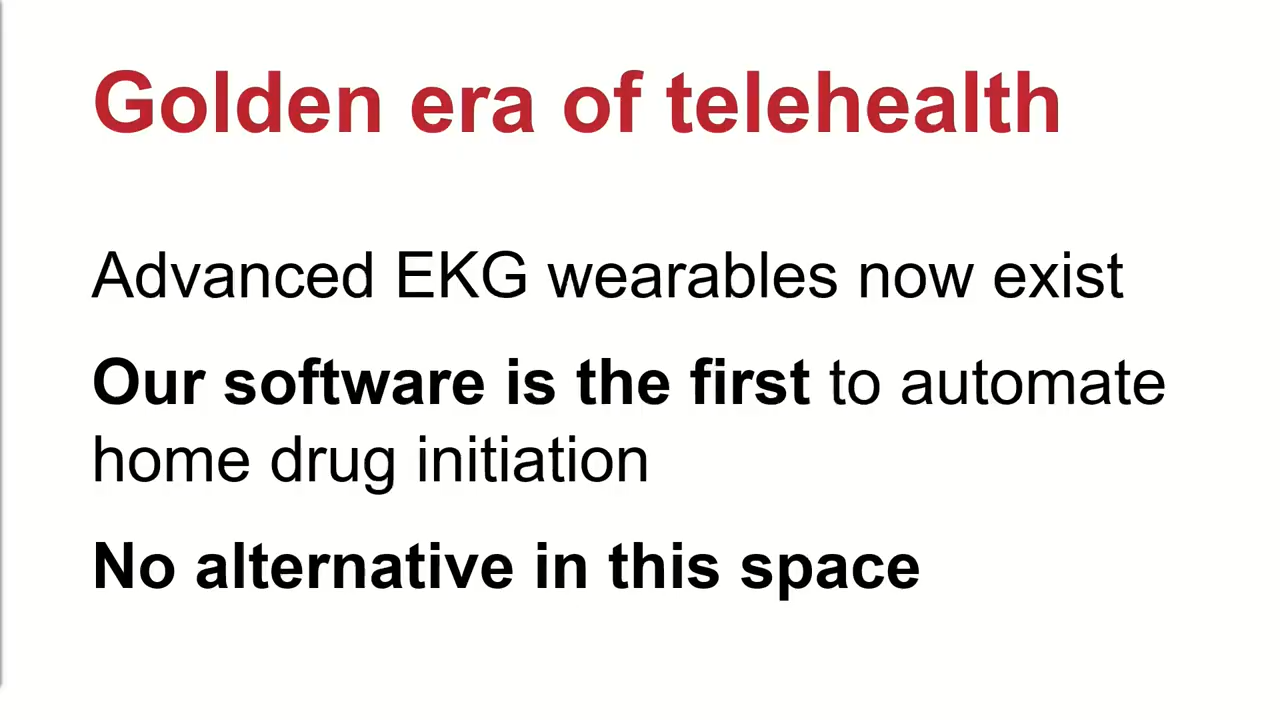 Golden era of telehealth
Advanced EKG wearables now exist
Our software is the first to automate
home drug initiation
No alternative in this space